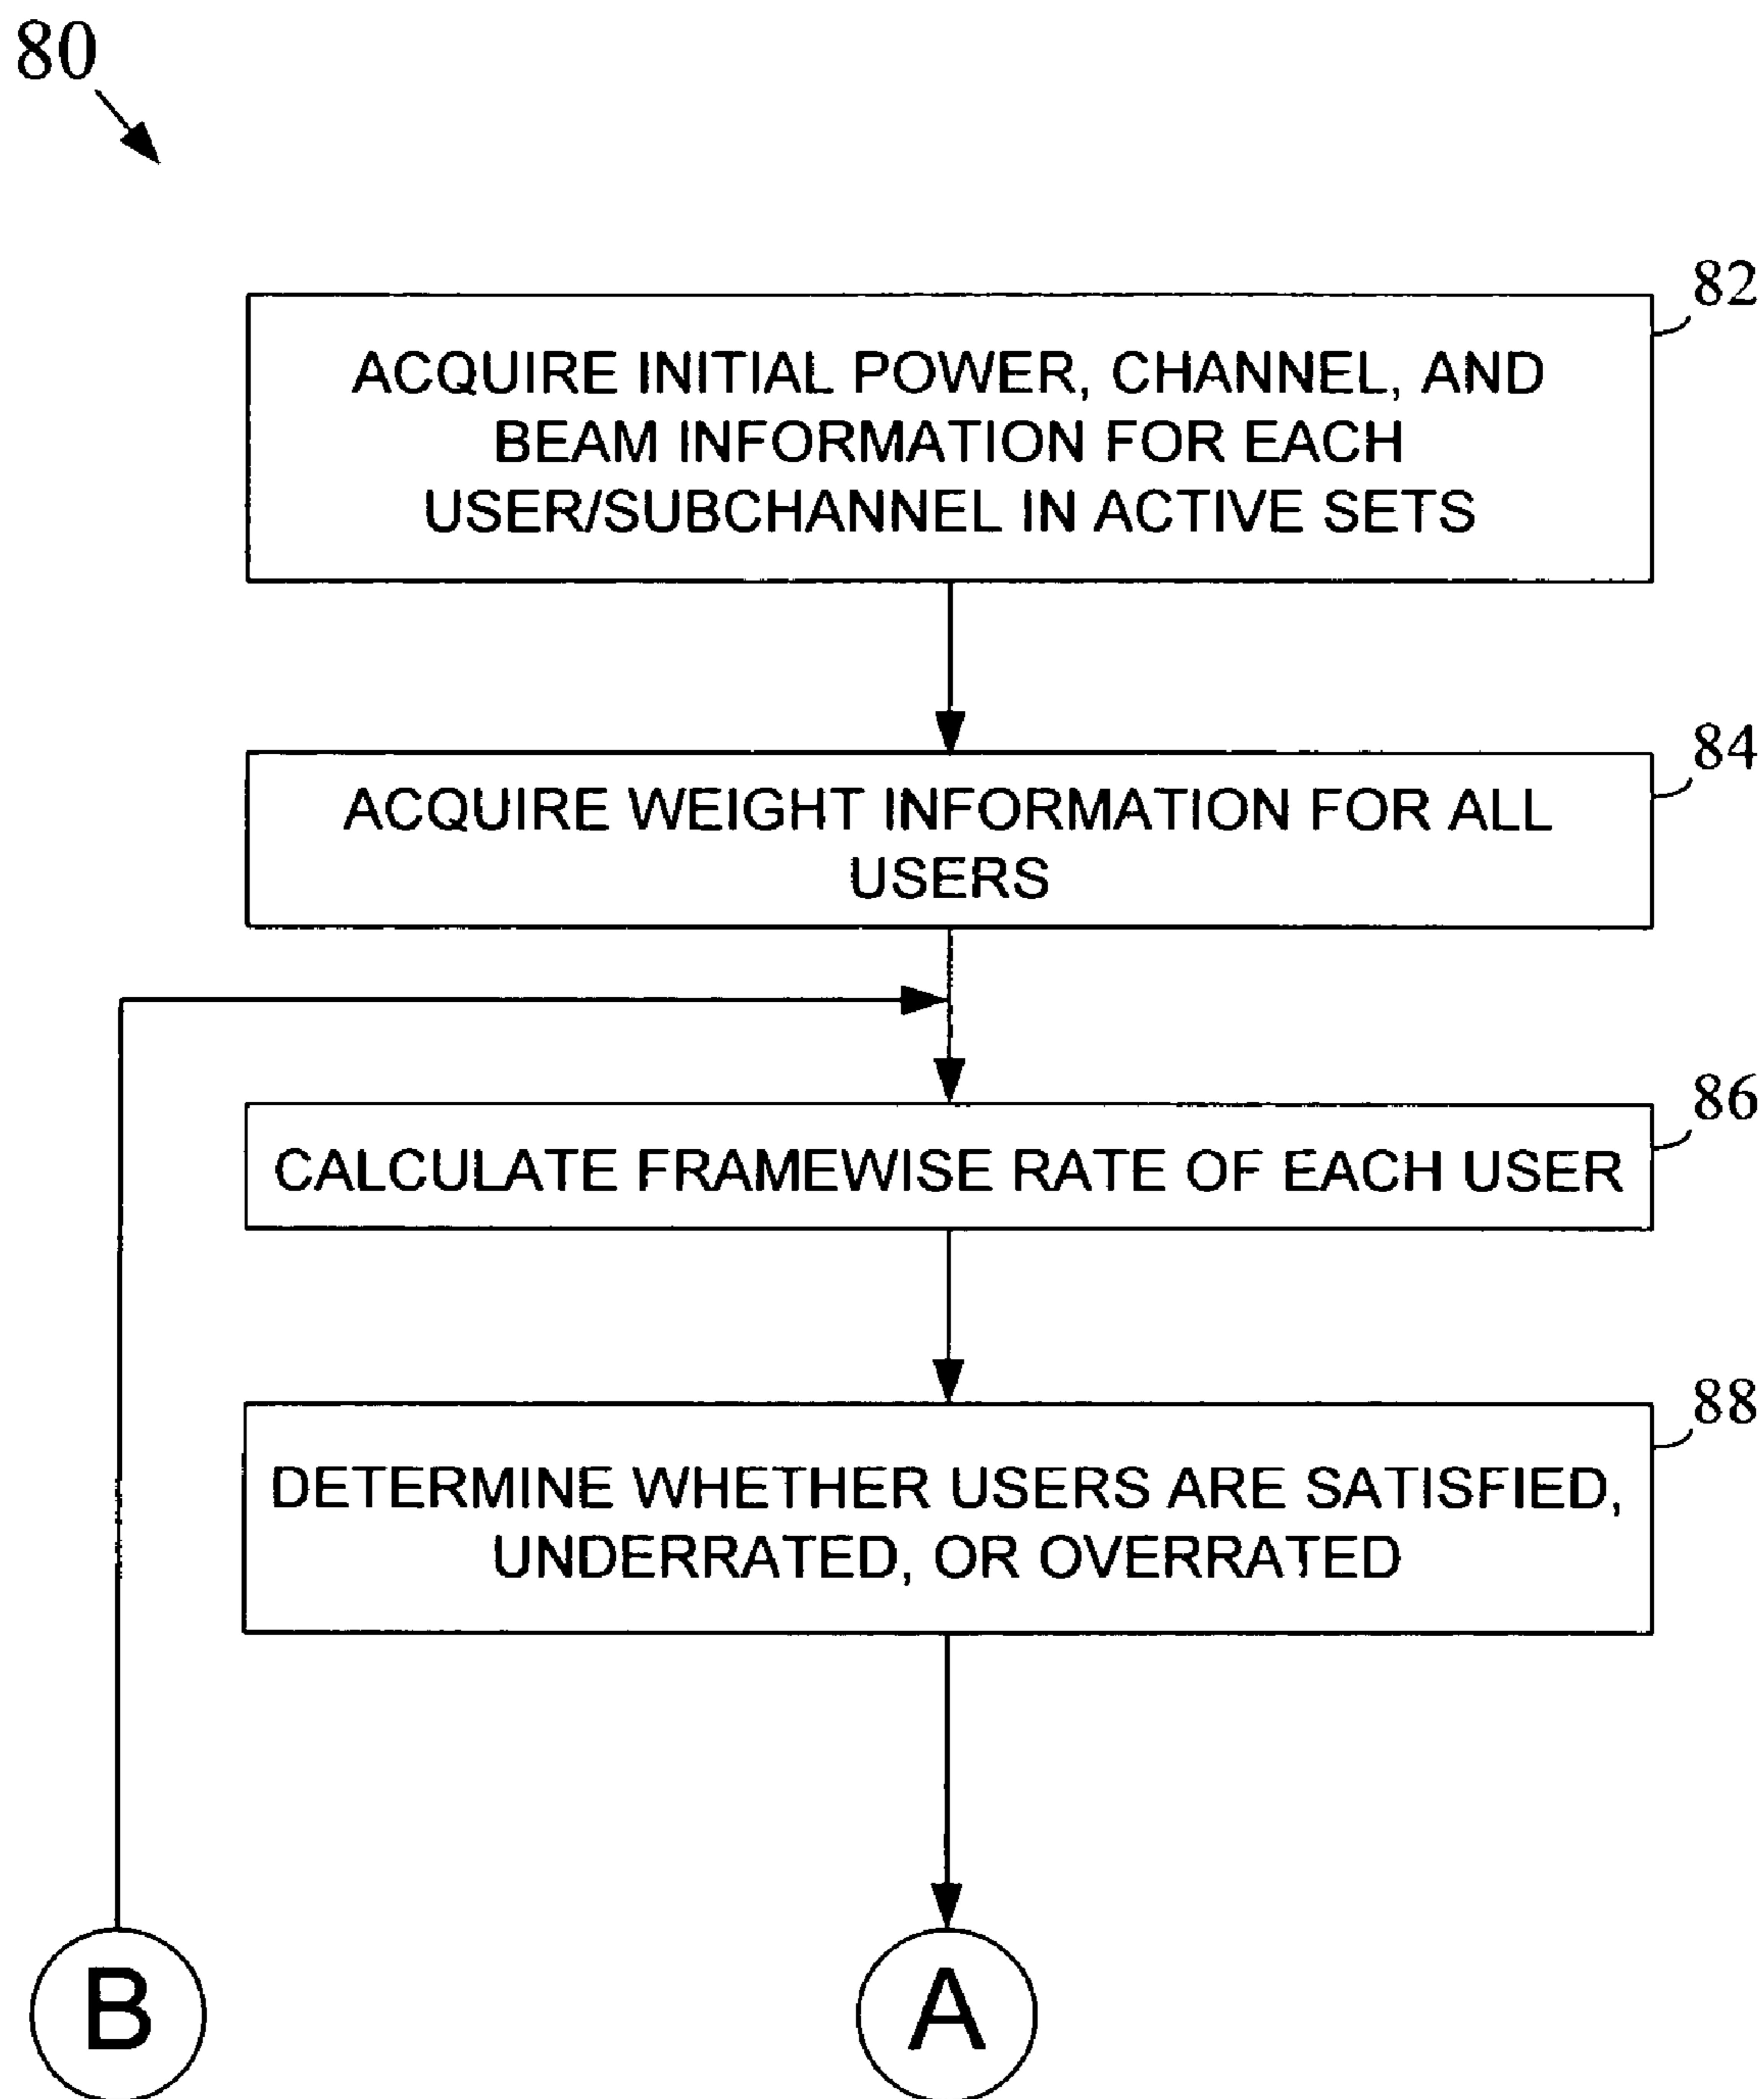 80
82
ACQUIRE INITIAL POWER, CHANNEL, AND
BEAM INFORMATION FOR EACH
USER/SUBCHANNEL IN ACTIVE SETS
84
ACQUIRE WEIGHT INFORMATION FOR ALL
USERS
86
CALCULATE FRAMEWISE RATE OF EACH USER
88
DETERMINE WHETHER USERS ARE SATISFIED,
UNDERRATED, OR OVERRATED
B
A